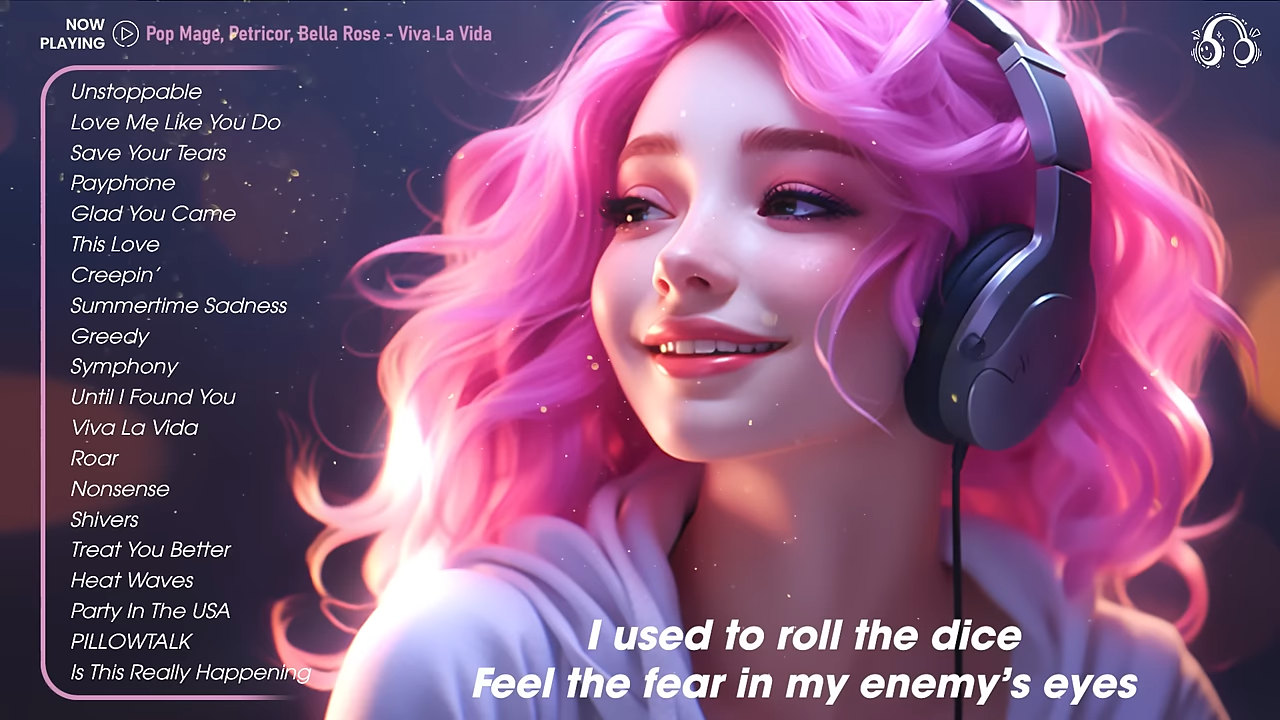 NOW
PLAYING
Pop Mage, Petricor, Bella Rose - Viva La Vida
Unstoppable
Love Me Like You Do
Save Your Tears
Payphone
Glad You Came
This Love
Creepin’
Summertime Sadness
Greedy
Symphony
Until I Found You
Viva La Vida
Roar
Nonsense
Shivers
Treat You Better
Heat Waves
Party In The USA
PILLOWTALK
Is This Really Happening
I used to roll the dice
Feel the fear in my enemy’s eyes